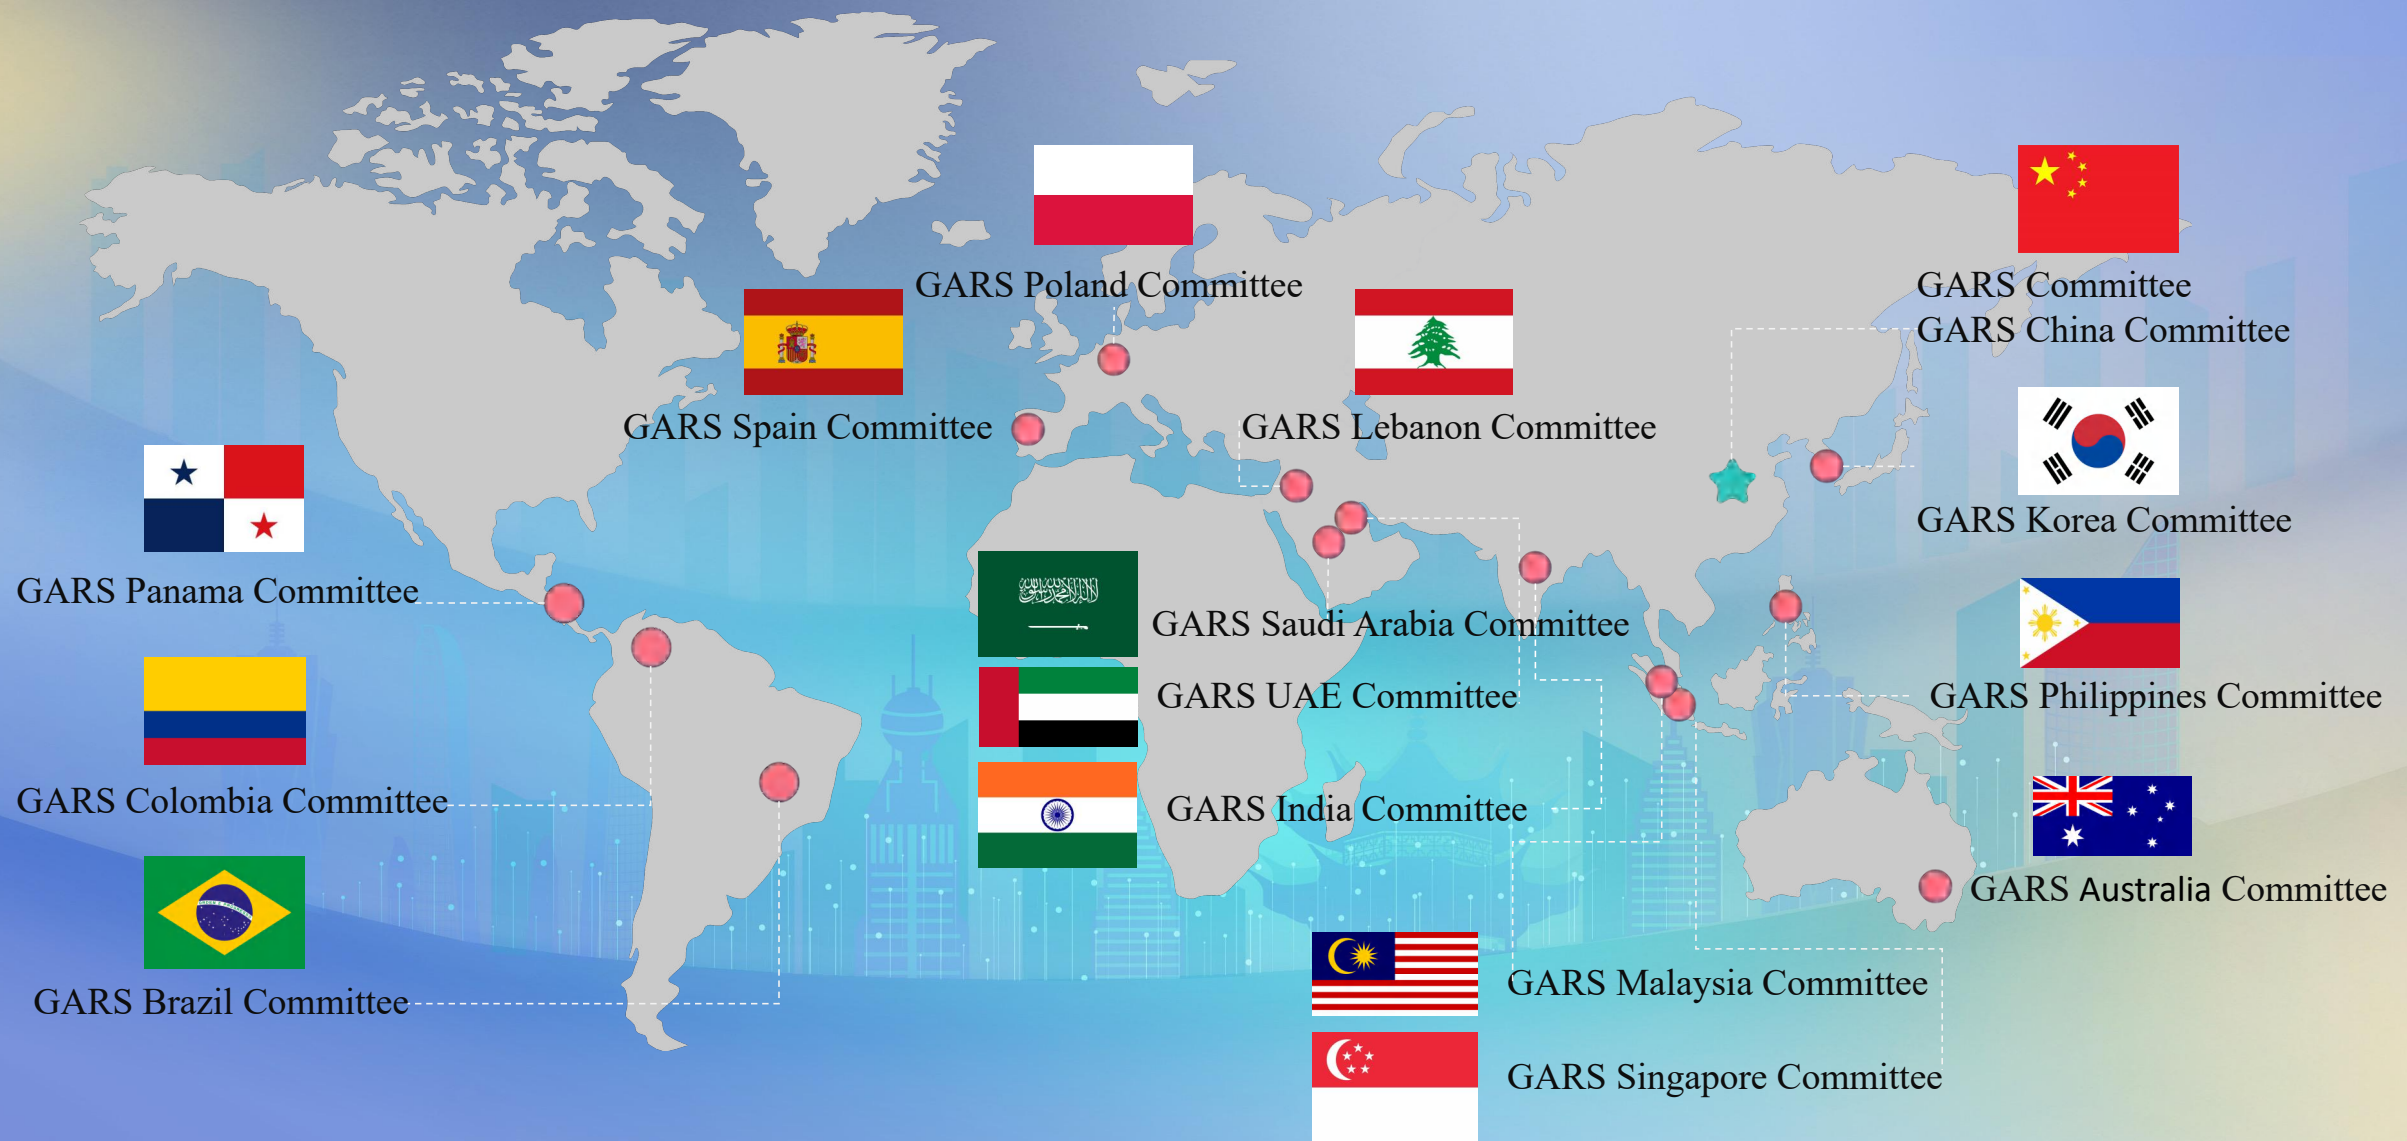 GARS Poland Committee
GARS Committee
GARS China Committee
GARS Spain Committee
GARS Lebanon Committee
GARS Korea Committee
GARS Panama Committee
GARS Saudi Arabia Committee
GARS UAE Committee
GARS Philippines Committee
GARS Colombia Committee
GARS India Committee
GARS Australia Committee
GARS Brazil Committee
GARS Malaysia Committee
GARS Singapore Committee